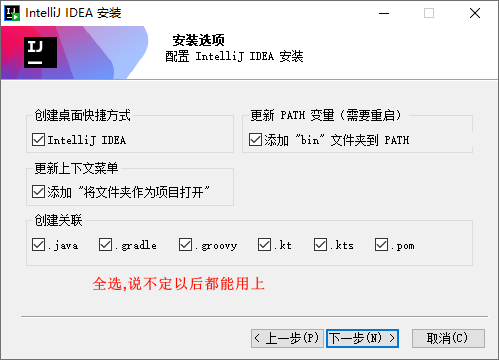 IntelliJ IDEA 安装
IJ
安装选项
配置 IntelliJ IDEA 安装
创建桌面快捷方式
IntelliJ IDEA
更新 PATH 变量（需要重启）
添加 "bin" 文件夹到 PATH
更新上下文菜单
添加 "将文件夹作为项目打开"
创建关联
.java .gradle .groovy .kt .kts .pom
全选,说不定以后都能用上
< 上一步(P) 下一步(N) > 取消(C)